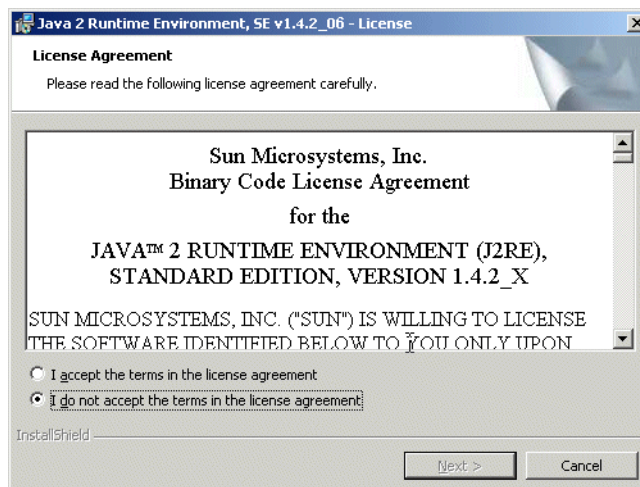 Java 2 Runtime Environment, SE v1.4.2_06 - License
License Agreement
Please read the following license agreement carefully.
Sun Microsystems, Inc.
Binary Code License Agreement
for the
JAVA™ 2 RUNTIME ENVIRONMENT (J2RE),
STANDARD EDITION, VERSION 1.4.2_X
SUN MICROSYSTEMS, INC. ("SUN") IS WILLING TO LICENSE
THE SOFTWARE IDENTIFIED BELOW TO YOU ONLY UPON
I accept the terms in the license agreement
I do not accept the terms in the license agreement
InstallShield
Next >
Cancel